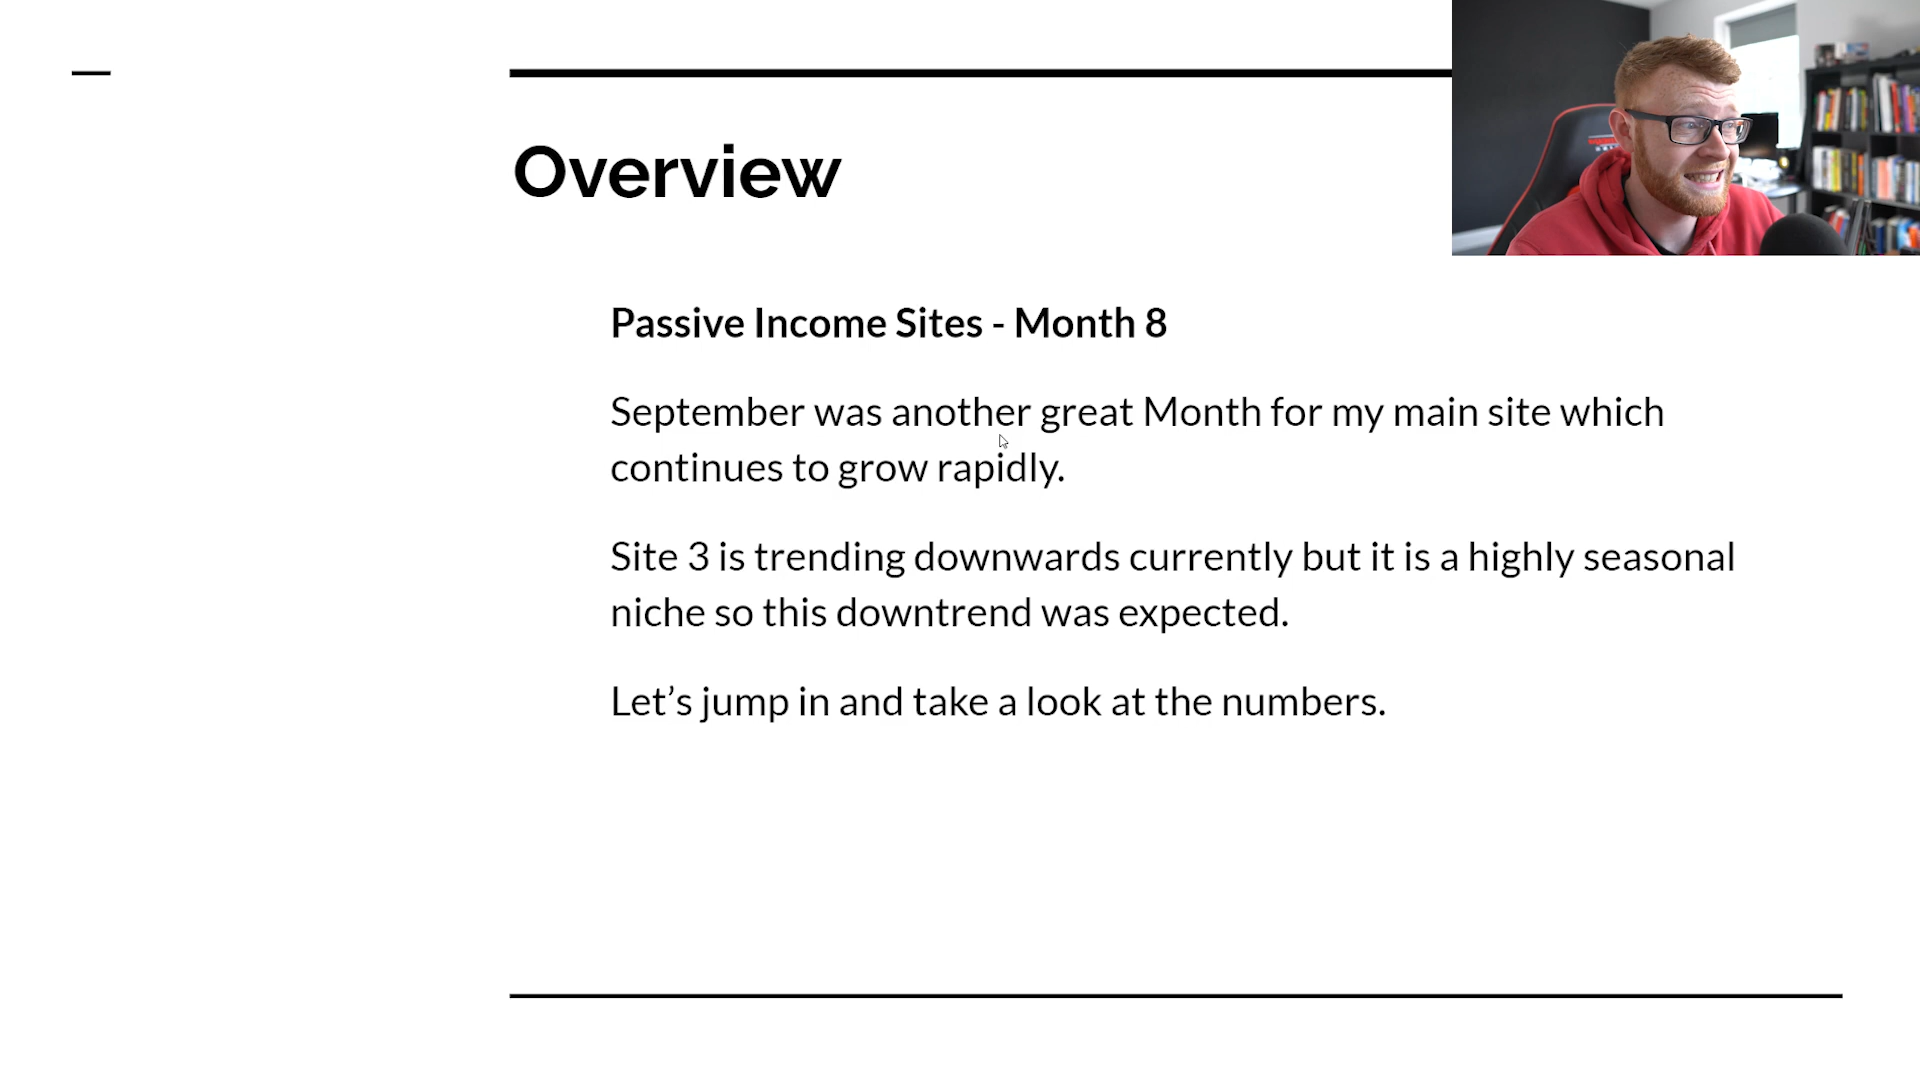 Overview
Passive Income Sites - Month 8
September was another great Month for my main site which
continues to grow rapidly.
Site 3 is trending downwards currently but it is a highly seasonal
niche so this downtrend was expected.
Let’s jump in and take a look at the numbers.